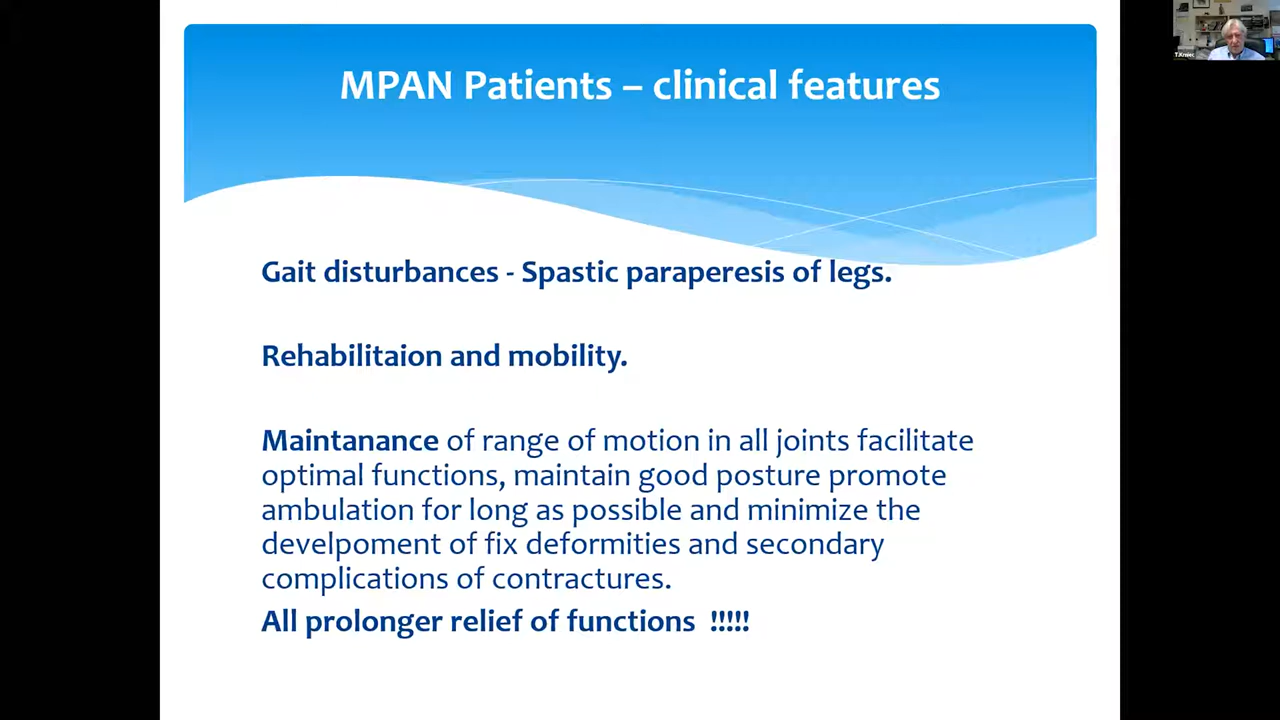 MPAN Patients – clinical features
T.Kmiec
Gait disturbances - Spastic paraperesis of legs.
Rehabilitaion and mobility.
Maintanance of range of motion in all joints facilitate
optimal functions, maintain good posture promote
ambulation for long as possible and minimize the
develpoment of fix deformities and secondary
complications of contractures.
All prolonger relief of functions !!!!!